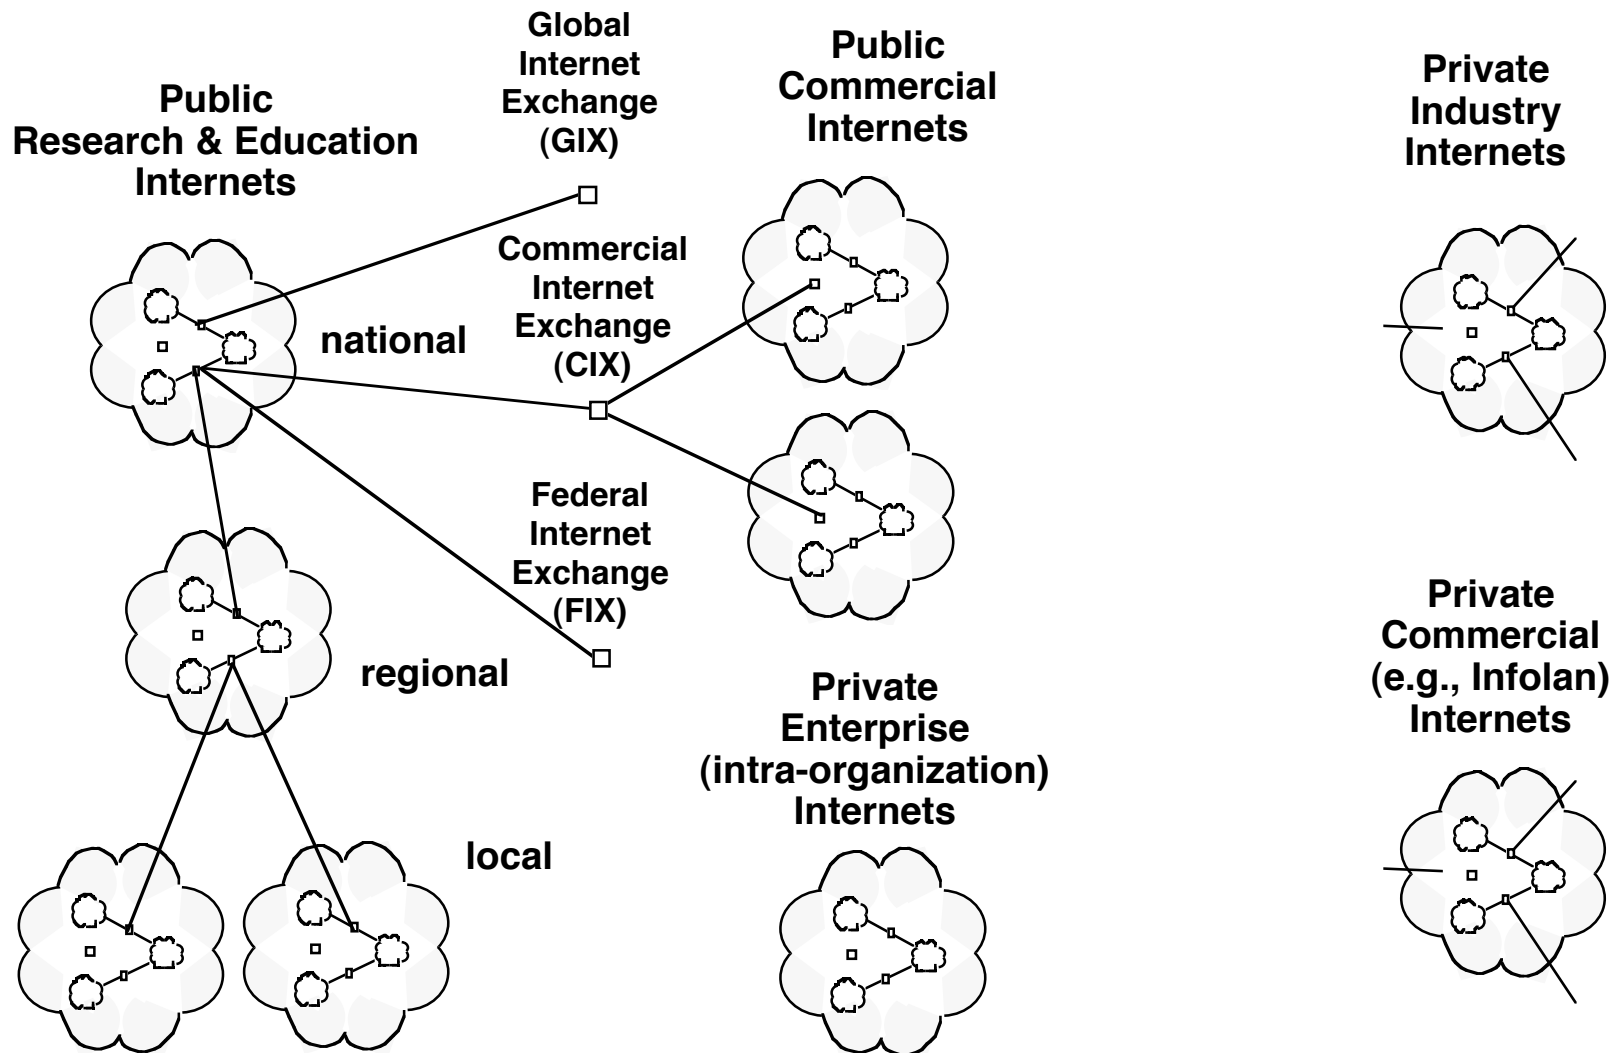 Public
Research & Education
Internets
Global
Internet
Exchange
(GIX)
Public
Commercial
Internets
Private
Industry
Internets
national
Commercial
Internet
Exchange
(CIX)
Federal
Internet
Exchange
(FIX)
regional
Private
Enterprise
(intra-organization)
Internets
Private
Commercial
(e.g., Infolan)
Internets
local